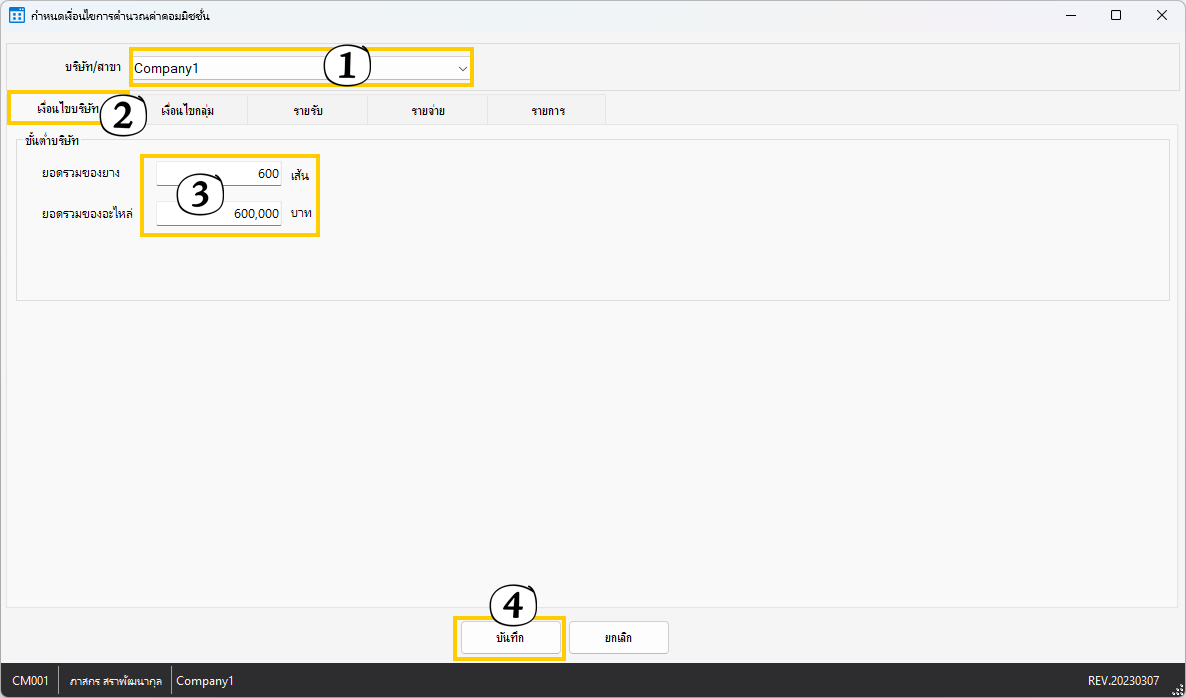 กำหนดเงื่อนไขการคำนวณค่าคอมมิชชั่น
บริษัท/สาขา Company1 1
เงื่อนไขบริษัท 2 เงื่อนไขกลุ่ม รายรับ รายจ่าย รายการ
ขั้นต่ำบริษัท
ยอดรวมของยาง 600 เส้น
3
ยอดรวมของอะไหล่ 600,000 บาท
4
บันทึก ยกเลิก
CM001 ภาสกร สราพัฒนากุล Company1 REV.20230307